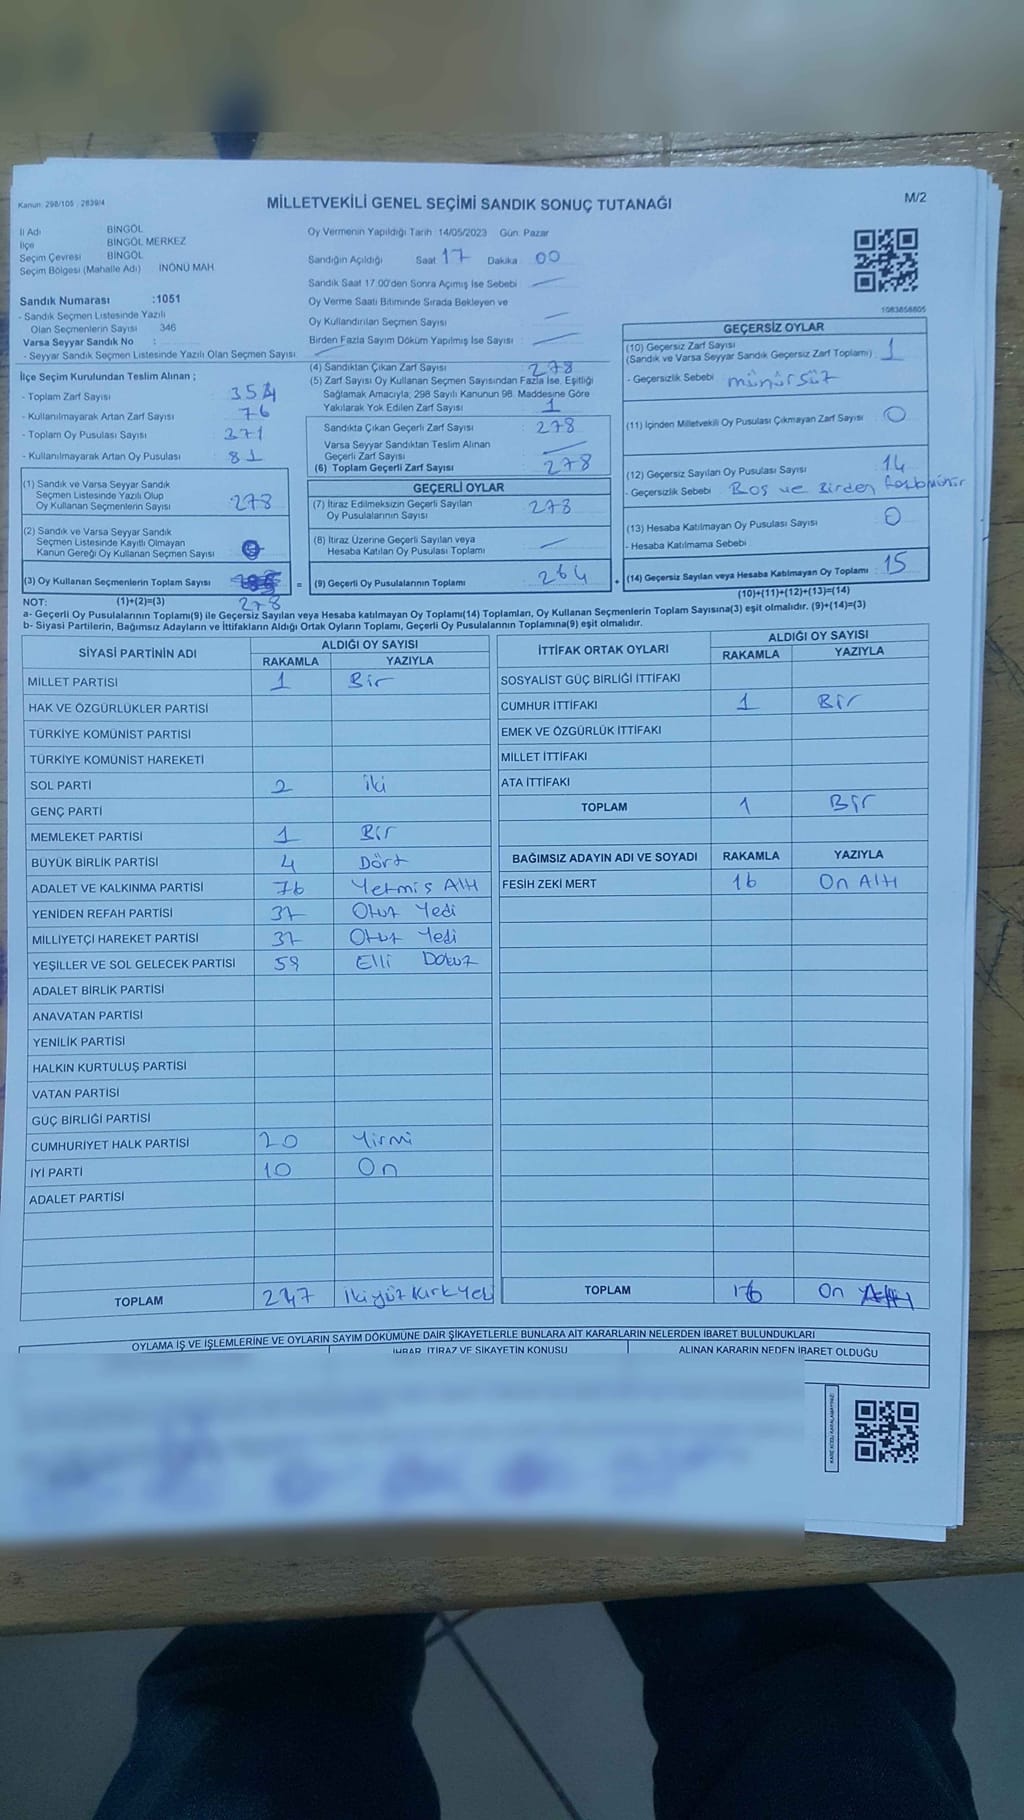 Kanun: 298/105 - 2839/4
MİLLETVEKİLİ GENEL SEÇİMİ SANDIK SONUÇ TUTANAĞI
M/2
İl Adı BİNGÖL
İlçe BİNGÖL MERKEZ
Seçim Çevresi BİNGÖL
Seçim Bölgesi (Mahalle Adı) İNÖNÜ MAH
Sandık Numarası :1051
- Sandık Seçmen Listesinde Yazılı
Olan Seçmenlerin Sayısı 346
Varsa Seyyar Sandık No :
- Seyyar Sandık Seçmen Listesinde Yazılı Olan Seçmen Sayısı
İlçe Seçim Kurulundan Teslim Alınan ;
- Toplam Zarf Sayısı : 354
- Kullanılmayarak Artan Zarf Sayısı : 76
- Toplam Oy Pusulası Sayısı : 371
- Kullanılmayarak Artan Oy Pusulası : 81
(1) Sandık ve Varsa Seyyar Sandık
Seçmen Listesinde Yazılı Olup
Oy Kullanan Seçmenlerin Sayısı : 278
(2) Sandık ve Varsa Seyyar Sandık
Seçmen Listesinde Kayıtlı Olmayan
Kanun Gereği Oy Kullanan Seçmen Sayısı
(3) Oy Kullanan Seçmenlerin Toplam Sayısı =
(1)+(2)=(3) 278
Oy Vermenin Yapıldığı Tarih :14/05/2023 Gün: Pazar
Sandığın Açıldığı Saat 17 Dakika 00
Sandık Saat 17.00'den Sonra Açımış İse Sebebi :
Oy Verme Saati Bitiminde Sırada Bekleyen ve
Oy Kullandırılan Seçmen Sayısı :
Birden Fazla Sayım Döküm Yapılmış İse Sayısı :
(4) Sandıktan Çıkan Zarf Sayısı : 278
(5) Zarf Sayısı Oy Kullanan Seçmen Sayısından Fazla İse, Eşitliği
Sağlamak Amacıyla, 298 Sayılı Kanunun 98. Maddesine Göre
Yakılarak Yok Edilen Zarf Sayısı : 1
Sandıkta Çıkan Geçerli Zarf Sayısı : 278
Varsa Seyyar Sandıktan Teslim Alınan
Geçerli Zarf Sayısı :
(6) Toplam Geçerli Zarf Sayısı : 278
GEÇERLİ OYLAR
(7) İtiraz Edilmeksizin Geçerli Sayılan
Oy Pusulalarının Sayısı : 273
(8) İtiraz Üzerine Geçerli Sayılan veya
Hesaba Katılan Oy Pusulası Toplamı :
(9) Geçerli Oy Pusulalarının Toplamı : 264 +
1083858605
GEÇERSİZ OYLAR
(10) Geçersiz Zarf Sayısı
(Sandık ve Varsa Seyyar Sandık Geçersiz Zarf Toplamı) : 1
- Geçersizlik Sebebi : mühürsüz
(11) İçinden Milletvekili Oy Pusulası Çıkmayan Zarf Sayısı : 0
(12) Geçersiz Sayılan Oy Pusulası Sayısı : 14
- Geçersizlik Sebebi : Boş ve Birden fazla mühür
(13) Hesaba Katılmayan Oy Pusulası Sayısı : 0
- Hesaba Katılmama Sebebi :
(14) Geçersiz Sayılan veya Hesaba Katılmayan Oy Toplamı : 15
(10)+(11)+(12)+(13)=(14)
NOT:
a- Geçerli Oy Pusulalarının Toplamı(9) ile Geçersiz Sayılan veya Hesaba katılmayan Oy Toplamı(14) Toplamları, Oy Kullanan Seçmenlerin Toplam Sayısına(3) eşit olmalıdır. (9)+(14)=(3)
b- Siyasi Partilerin, Bağımsız Adayların ve İttifakların Aldığı Ortak Oyların Toplamı, Geçerli Oy Pusulalarının Toplamına(9) eşit olmalıdır.
SİYASİ PARTİNİN ADI
ALDIĞI OY SAYISI
RAKAMLA YAZIYLA
MİLLET PARTİSİ 1 Bir
HAK VE ÖZGÜRLÜKLER PARTİSİ
TÜRKİYE KOMÜNİST PARTİSİ
TÜRKİYE KOMÜNİST HAREKETİ
SOL PARTİ 2 iki
GENÇ PARTİ
MEMLEKET PARTİSİ 1 Bir
BÜYÜK BİRLİK PARTİSİ 4 Dört
ADALET VE KALKINMA PARTİSİ 76 Yetmiş Altı
YENİDEN REFAH PARTİSİ 37 Otuz Yedi
MİLLİYETÇİ HAREKET PARTİSİ 37 Otuz Yedi
YEŞİLLER VE SOL GELECEK PARTİSİ 59 Elli Dokuz
ADALET BİRLİK PARTİSİ
ANAVATAN PARTİSİ
YENİLİK PARTİSİ
HALKIN KURTULUŞ PARTİSİ
VATAN PARTİSİ
GÜÇ BİRLİĞİ PARTİSİ
CUMHURİYET HALK PARTİSİ 20 Yirmi
İYİ PARTİ 10 On
ADALET PARTİSİ
TOPLAM 247 ikiyüz kırk Yedi
İTTİFAK ORTAK OYLARI
ALDIĞI OY SAYISI
RAKAMLA YAZIYLA
SOSYALİST GÜÇ BİRLİĞİ İTTİFAKI
CUMHUR İTTİFAKI 1 Bir
EMEK VE ÖZGÜRLÜK İTTİFAKI
MİLLET İTTİFAKI
ATA İTTİFAKI
TOPLAM 1 Bir
BAĞIMSIZ ADAYIN ADI VE SOYADI RAKAMLA YAZIYLA
FESİH ZEKİ MERT 16 On Altı
TOPLAM 16 On Altı
OYLAMA İŞ VE İŞLEMLERİNE VE OYLARIN SAYIM DÖKÜMÜNE DAİR ŞİKAYETLERLE BUNLARA AİT KARARLARIN NELERDEN İBARET BULUNDUKLARI
İHBAR, İTİRAZ VE ŞİKAYETİN KONUSU
ALINAN KARARIN NEDEN İBARET OLDUĞU
KARE KODU KARALAMAYINIZ!